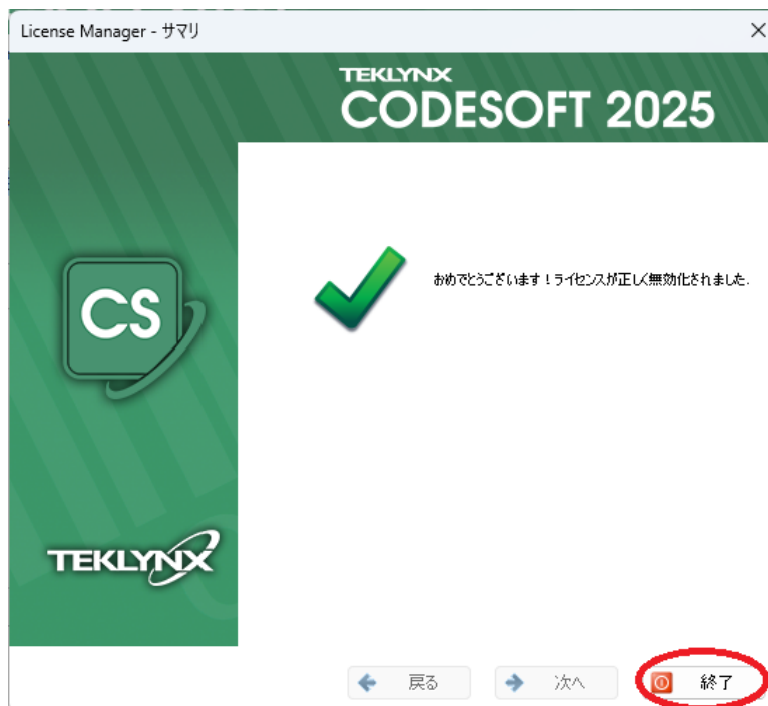 License Manager - サマリ
TEKLYNX
CODESOFT 2025
おめでとうございます！ライセンスが正しく無効化されました.
CS
TEKLYNX
戻る
次へ
終了